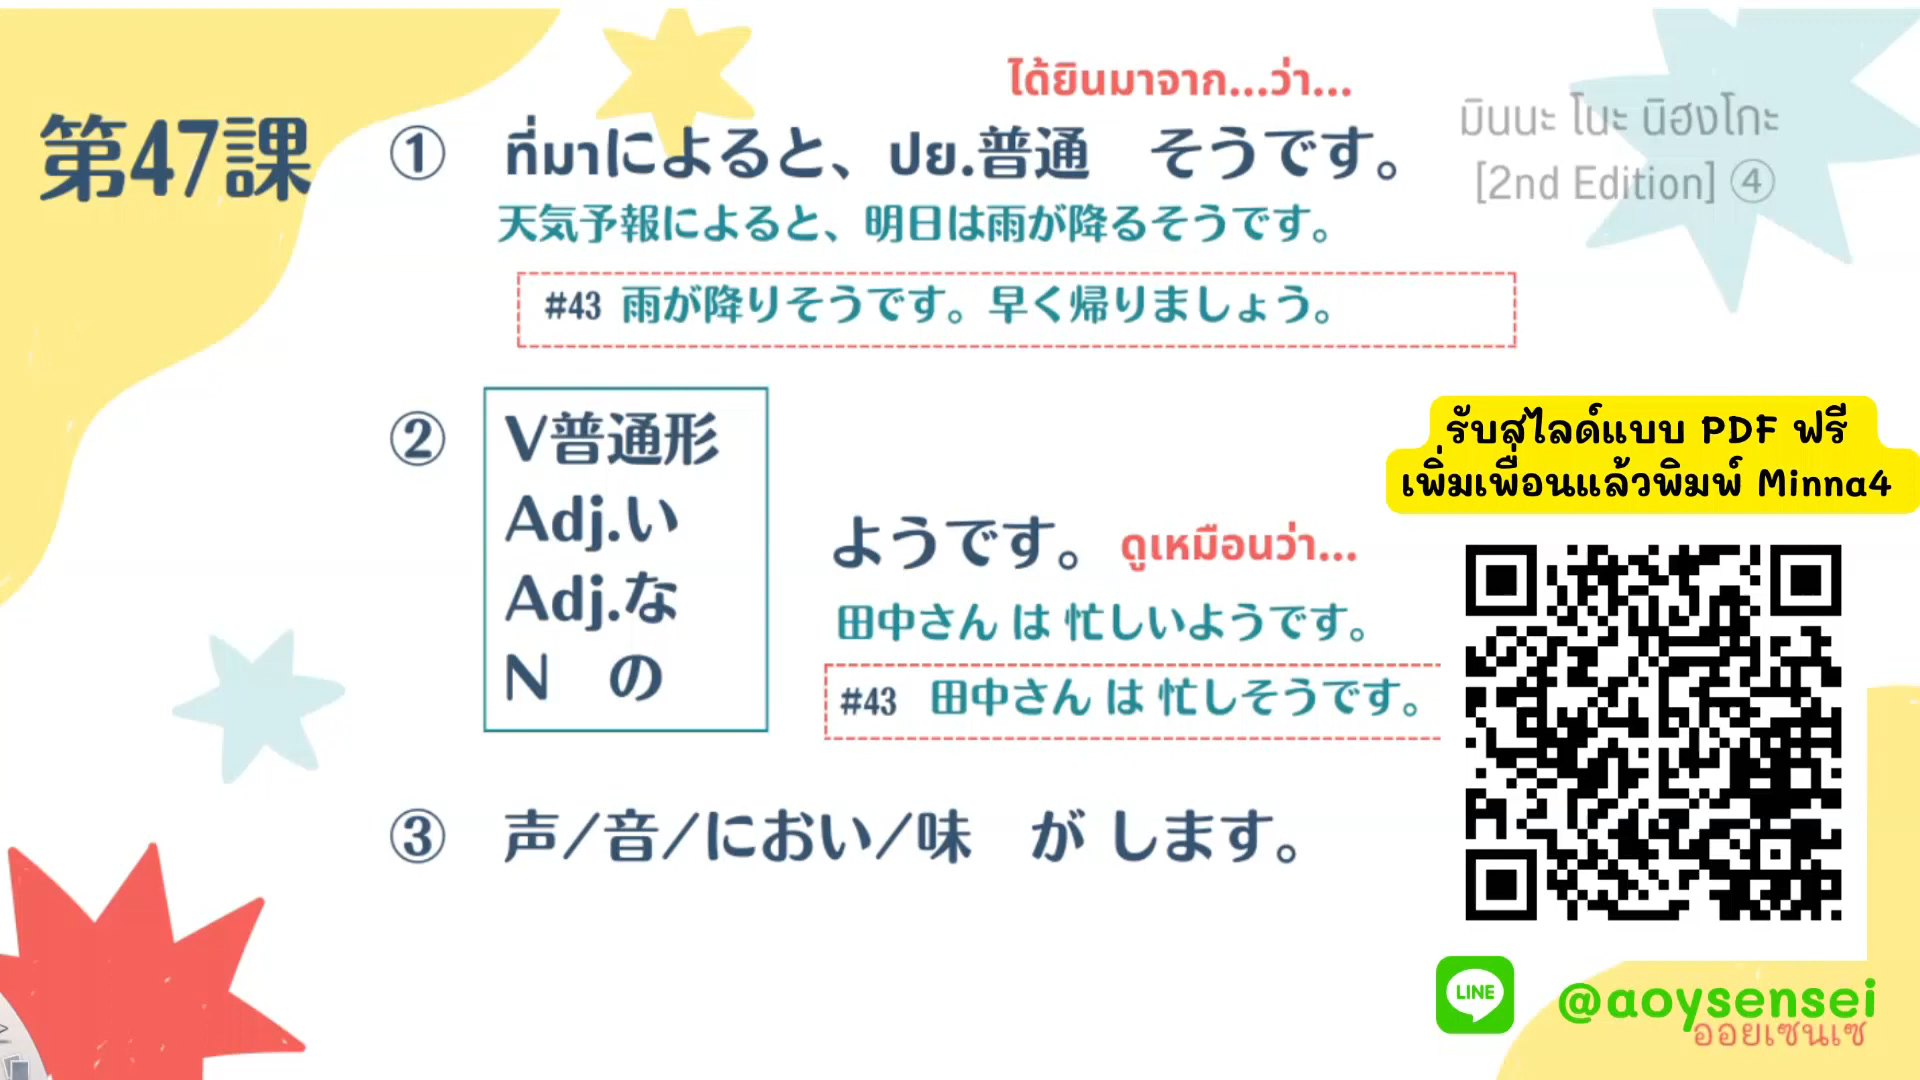 第47課
มินนะ โนะ นิฮงโกะ
[2nd Edition] ④
ได้ยินมาจาก...ว่า...
① ที่มาによると、ปย.普通 そうです。
天気予報によると、明日は雨が降るそうです。
#43 雨が降りそうです。早く帰りましょう。
② V普通形
Adj.い
Adj.な
N の
ようです。 ดูเหมือนว่า...
田中さん は 忙しいようです。
#43 田中さん は 忙しそうです。
③ 声/音/におい/味 が します。
รับสไลด์แบบ PDF ฟรี
เพิ่มเพื่อนแล้วพิมพ์ Minna4
LINE @aoysensei
ออยเซนเซ